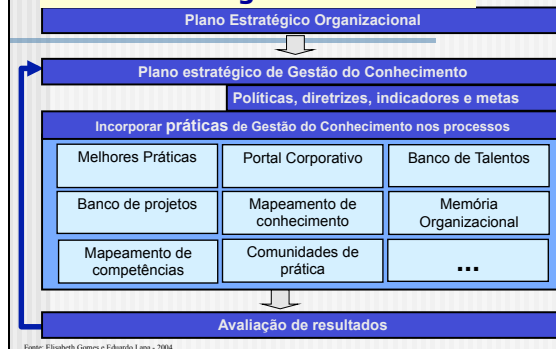 Plano Estratégico Organizacional
Plano estratégico de Gestão do Conhecimento
Políticas, diretrizes, indicadores e metas
Incorporar práticas de Gestão do Conhecimento nos processos
Melhores Práticas
Portal Corporativo
Banco de Talentos
Banco de projetos
Mapeamento de
conhecimento
Memória
Organizacional
Mapeamento de
competências
Comunidades de
prática
...
Avaliação de resultados
Fonte: Elisabeth Gomes e Eduardo Lapa - 2004